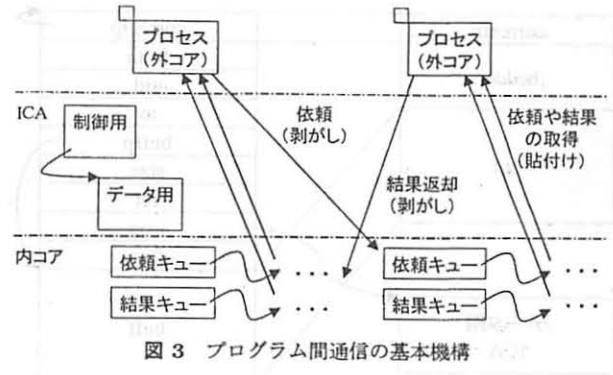 プロセス
(外コア)
プロセス
(外コア)
ICA
制御用
データ用
依頼
(剥がし)
結果返却
(剥がし)
依頼や結果
の取得
(貼付け)
内コア
依頼キュー
・・・
結果キュー
・・・
依頼キュー
・・・
結果キュー
・・・
図 3 プログラム間通信の基本機構